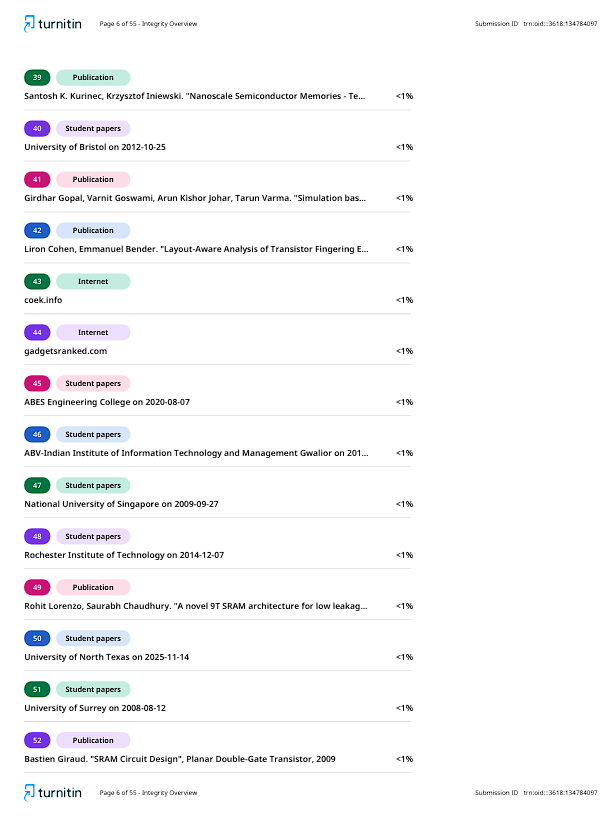 turnitin Page 6 of 55 - Integrity Overview Submission ID trn:oid:::3618:134784097
39 Publication
Santosh K. Kurinec, Krzysztof Iniewski. "Nanoscale Semiconductor Memories - Te... <1%
40 Student papers
University of Bristol on 2012-10-25 <1%
41 Publication
Girdhar Gopal, Varnit Goswami, Arun Kishor Johar, Tarun Varma. "Simulation bas... <1%
42 Publication
Liron Cohen, Emmanuel Bender. "Layout-Aware Analysis of Transistor Fingering E... <1%
43 Internet
coek.info <1%
44 Internet
gadgetsranked.com <1%
45 Student papers
ABES Engineering College on 2020-08-07 <1%
46 Student papers
ABV-Indian Institute of Information Technology and Management Gwalior on 201... <1%
47 Student papers
National University of Singapore on 2009-09-27 <1%
48 Student papers
Rochester Institute of Technology on 2014-12-07 <1%
49 Publication
Rohit Lorenzo, Saurabh Chaudhury. "A novel 9T SRAM architecture for low leakag... <1%
50 Student papers
University of North Texas on 2025-11-14 <1%
51 Student papers
University of Surrey on 2008-08-12 <1%
52 Publication
Bastien Giraud. "SRAM Circuit Design", Planar Double-Gate Transistor, 2009 <1%
turnitin Page 6 of 55 - Integrity Overview Submission ID trn:oid:::3618:134784097